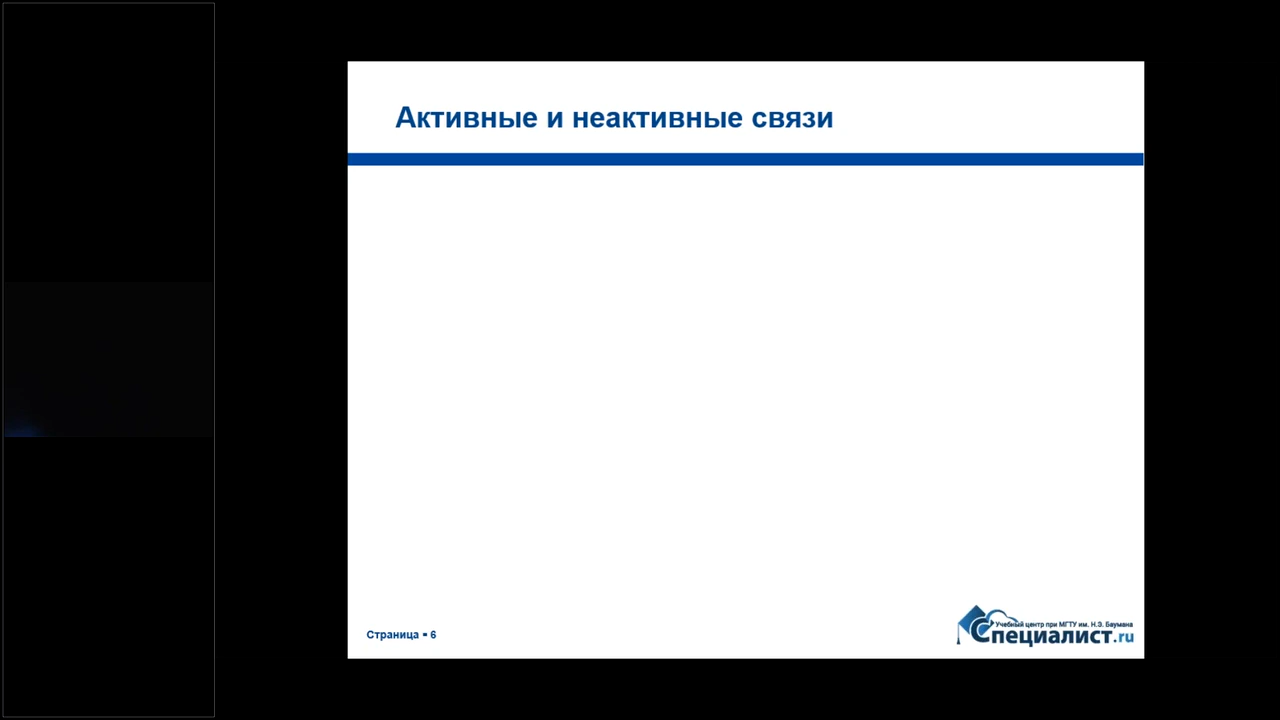 Активные и неактивные связи
Страница ▪ 6
Учебный центр при МГТУ им. Н.Э. Баумана
Специалист.ru